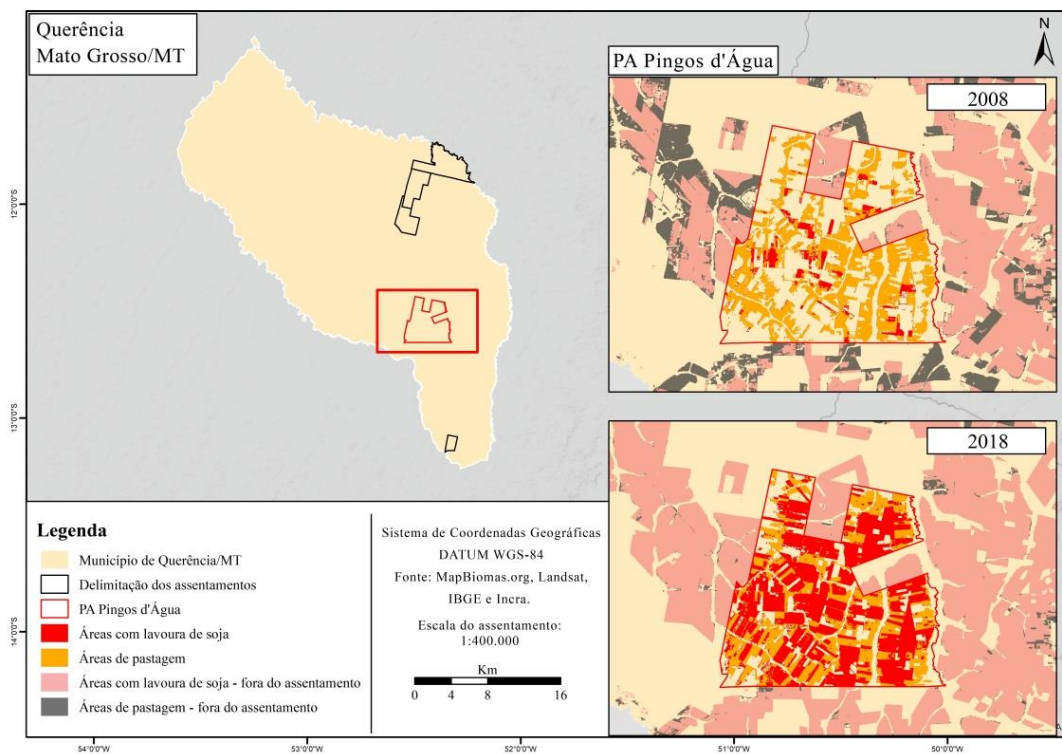 Querência
Mato Grosso/MT
PA Pingos d'Água
N
2008
2018
12°0'0"S
13°0'0"S
14°0'0"S
54°0'0"W
53°0'0"W
52°0'0"W
51°0'0"W
50°0'0"W
Legenda
Município de Querência/MT
Delimitação dos assentamentos
PA Pingos d'Água
Áreas com lavoura de soja
Áreas de pastagem
Áreas com lavoura de soja - fora do assentamento
Áreas de pastagem - fora do assentamento
Sistema de Coordenadas Geográficas
DATUM WGS-84
Fonte: MapBiomas.org, Landsat,
IBGE e Incra.
Escala do assentamento:
1:400.000
Km
0 4 8 16